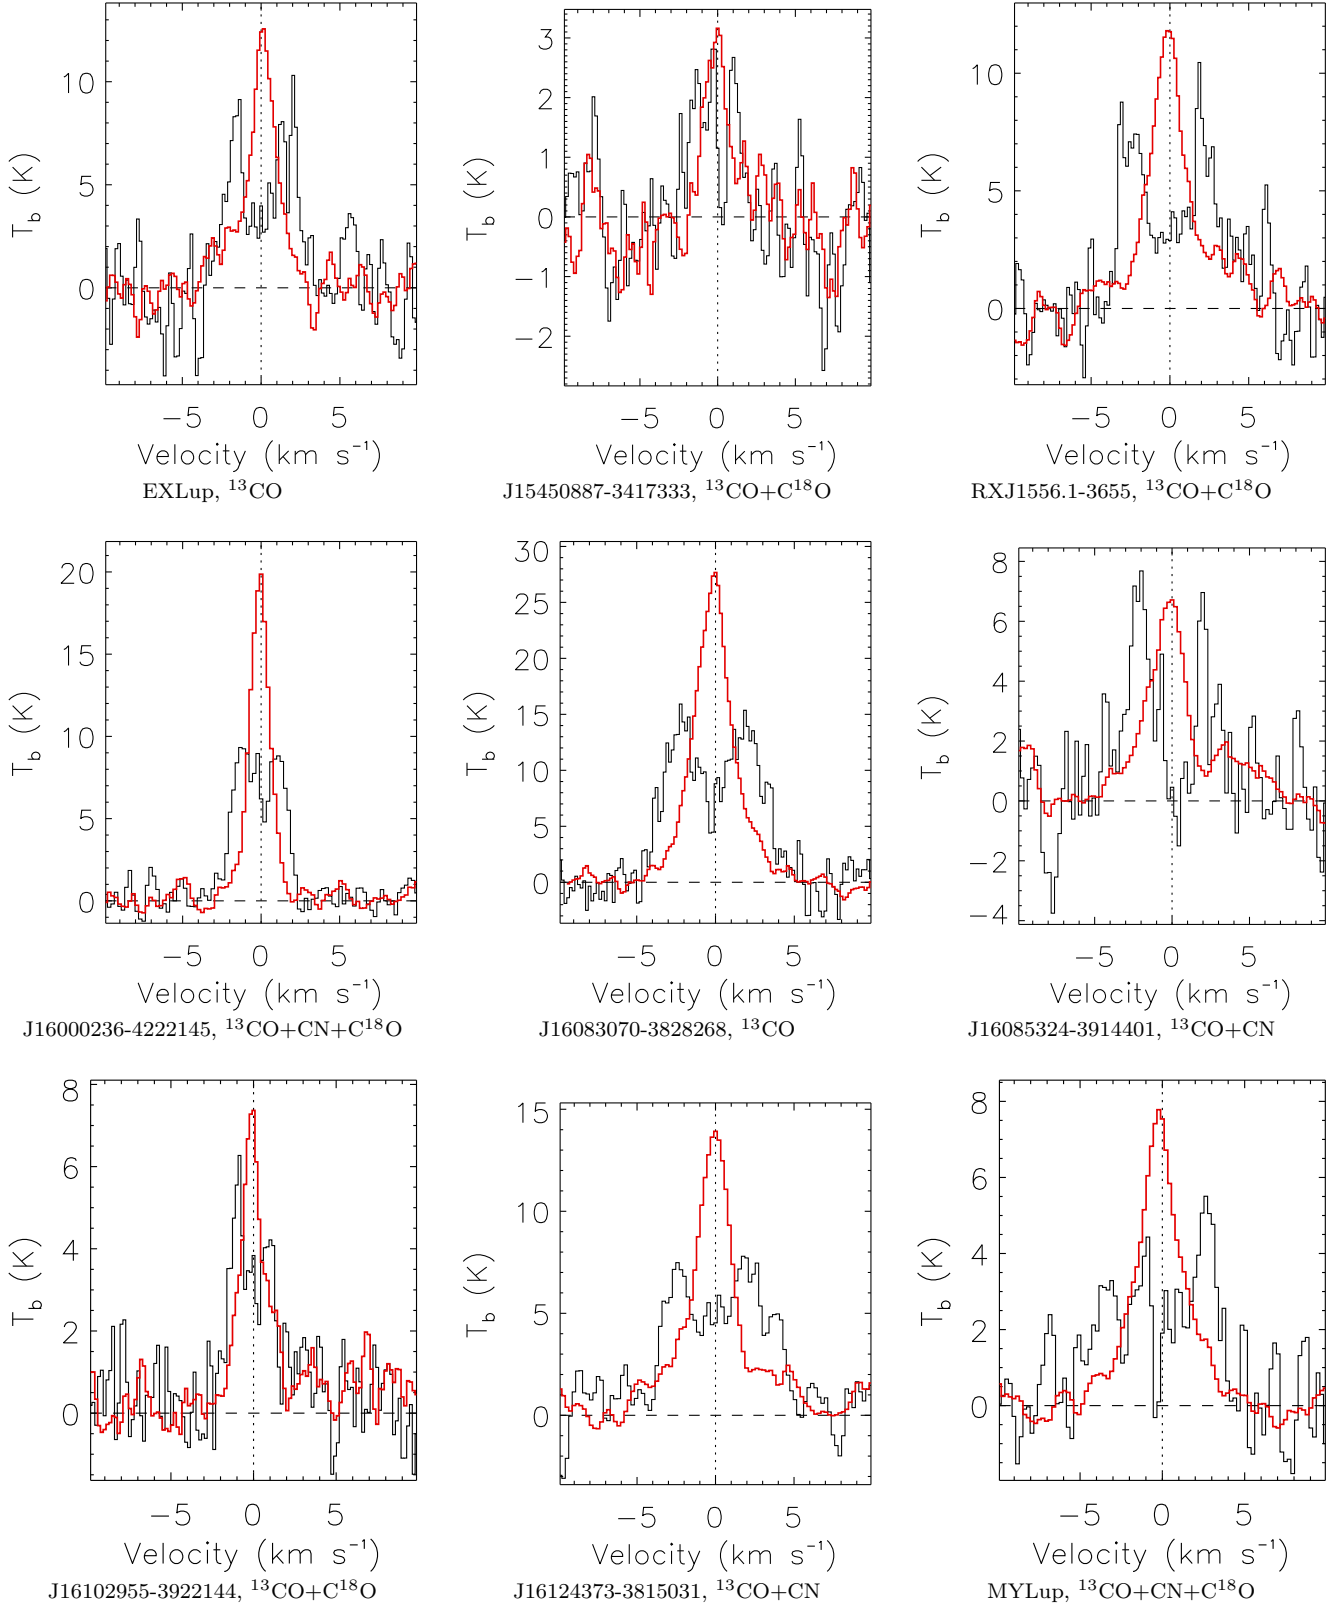 10
5
0
T_b (K)
−5 0 5
Velocity (km s⁻¹)
EXLup, ¹³CO
3
2
1
0
−1
−2
T_b (K)
−5 0 5
Velocity (km s⁻¹)
J15450887-3417333, ¹³CO+C¹⁸O
10
5
0
T_b (K)
−5 0 5
Velocity (km s⁻¹)
RXJ1556.1-3655, ¹³CO+C¹⁸O
20
15
10
5
0
T_b (K)
−5 0 5
Velocity (km s⁻¹)
J16000236-4222145, ¹³CO+CN+C¹⁸O
30
25
20
15
10
5
0
T_b (K)
−5 0 5
Velocity (km s⁻¹)
J16083070-3828268, ¹³CO
8
6
4
2
0
−2
−4
T_b (K)
−5 0 5
Velocity (km s⁻¹)
J16085324-3914401, ¹³CO+CN
8
6
4
2
0
T_b (K)
−5 0 5
Velocity (km s⁻¹)
J16102955-3922144, ¹³CO+C¹⁸O
15
10
5
0
T_b (K)
−5 0 5
Velocity (km s⁻¹)
J16124373-3815031, ¹³CO+CN
8
6
4
2
0
T_b (K)
−5 0 5
Velocity (km s⁻¹)
MYLup, ¹³CO+CN+C¹⁸O